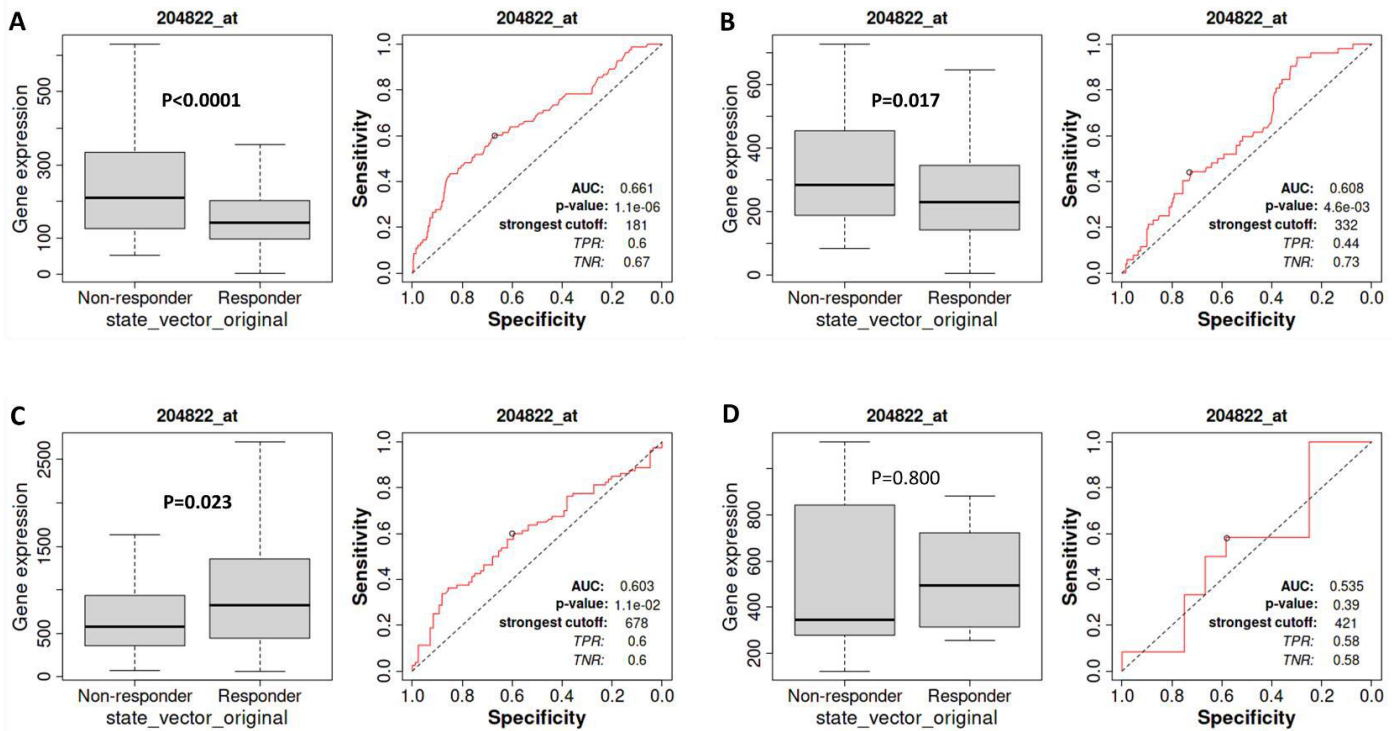 A
204822_at
Gene expression
500
300
100
0
P<0.0001
Non-responder Responder
state_vector_original
204822_at
Sensitivity
1.0
0.8
0.6
0.4
0.2
0.0
AUC: 0.661
p-value: 1.1e-06
strongest cutoff: 181
TPR: 0.6
TNR: 0.67
1.0 0.8 0.6 0.4 0.2 0.0
Specificity
B
204822_at
Gene expression
600
400
200
0
P=0.017
Non-responder Responder
state_vector_original
204822_at
Sensitivity
1.0
0.8
0.6
0.4
0.2
0.0
AUC: 0.608
p-value: 4.6e-03
strongest cutoff: 332
TPR: 0.44
TNR: 0.73
1.0 0.8 0.6 0.4 0.2 0.0
Specificity
C
204822_at
Gene expression
2500
1500
500
0
P=0.023
Non-responder Responder
state_vector_original
204822_at
Sensitivity
1.0
0.8
0.6
0.4
0.2
0.0
AUC: 0.603
p-value: 1.1e-02
strongest cutoff: 678
TPR: 0.6
TNR: 0.6
1.0 0.8 0.6 0.4 0.2 0.0
Specificity
D
204822_at
Gene expression
800
600
400
200
P=0.800
Non-responder Responder
state_vector_original
204822_at
Sensitivity
1.0
0.8
0.6
0.4
0.2
0.0
AUC: 0.535
p-value: 0.39
strongest cutoff: 421
TPR: 0.58
TNR: 0.58
1.0 0.8 0.6 0.4 0.2 0.0
Specificity